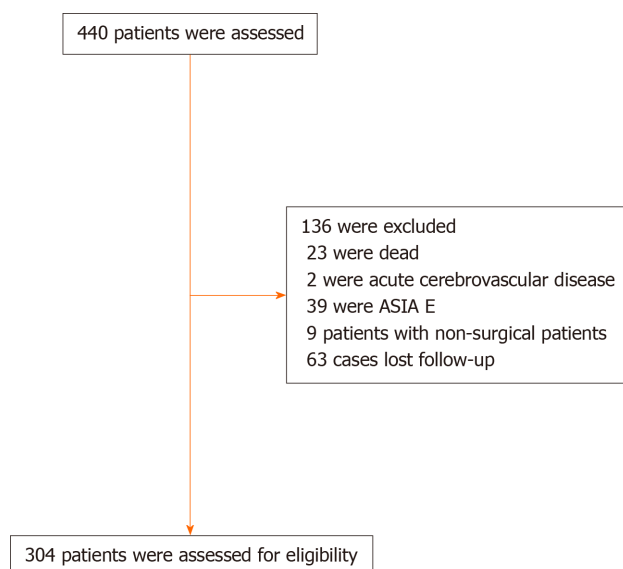 440 patients were assessed
136 were excluded
23 were dead
2 were acute cerebrovascular disease
39 were ASIA E
9 patients with non-surgical patients
63 cases lost follow-up
304 patients were assessed for eligibility